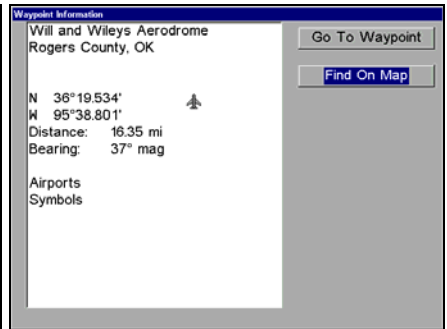 Waypoint Information
Will and Wileys Aerodrome
Rogers County, OK
Go To Waypoint
Find On Map
N 36°19.534'
W 95°38.801'
Distance: 16.35 mi
Bearing: 37° mag
Airports
Symbols